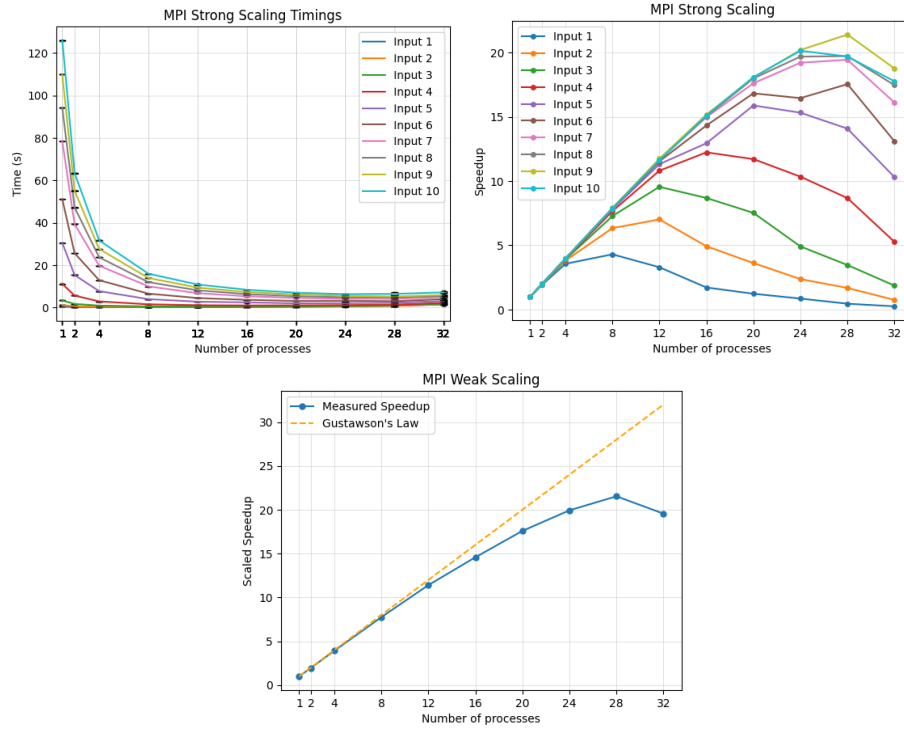 MPI Strong Scaling Timings
Time (s)
120
100
80
60
40
20
0
1 2 4 8 12 16 20 24 28 32
Number of processes
Input 1
Input 2
Input 3
Input 4
Input 5
Input 6
Input 7
Input 8
Input 9
Input 10
MPI Strong Scaling
Speedup
20
15
10
5
0
1 2 4 8 12 16 20 24 28 32
Number of processes
Input 1
Input 2
Input 3
Input 4
Input 5
Input 6
Input 7
Input 8
Input 9
Input 10
MPI Weak Scaling
Scaled Speedup
30
25
20
15
10
5
0
1 2 4 8 12 16 20 24 28 32
Number of processes
Measured Speedup
Gustawson's Law